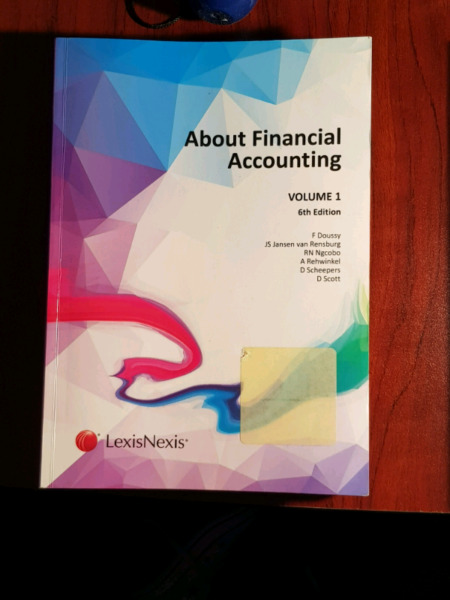 About Financial
Accounting
VOLUME 1
6th Edition
F Doussy
JS Jansen van Rensburg
RN Ngcobo
A Rehwinkel
D Scheepers
D Scott
LexisNexis®